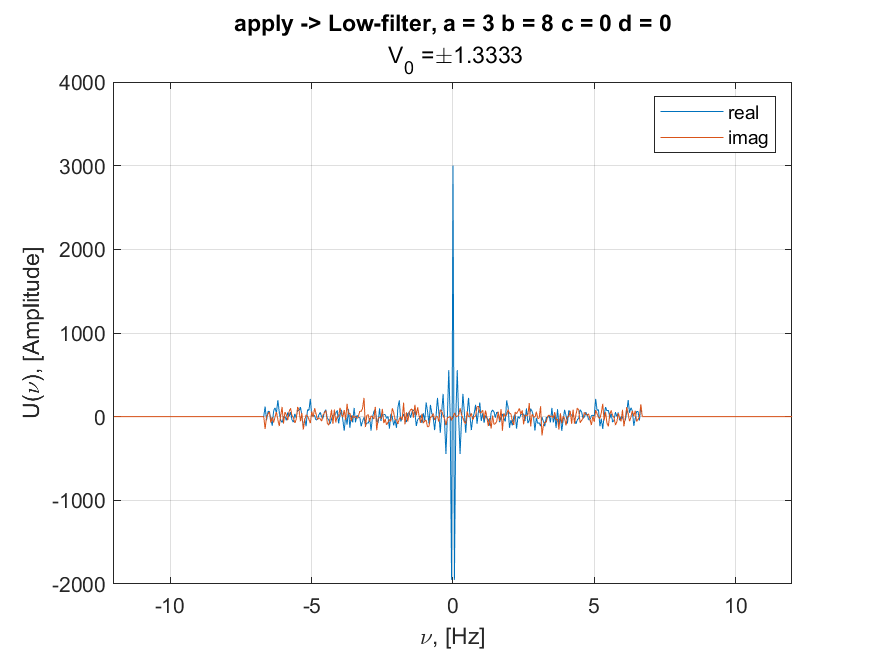 apply -> Low-filter, a = 3 b = 8 c = 0 d = 0
V_0 =±1.3333
real
imag
4000
3000
2000
1000
0
-1000
-2000
U(ν), [Amplitude]
-10
-5
0
5
10
ν, [Hz]